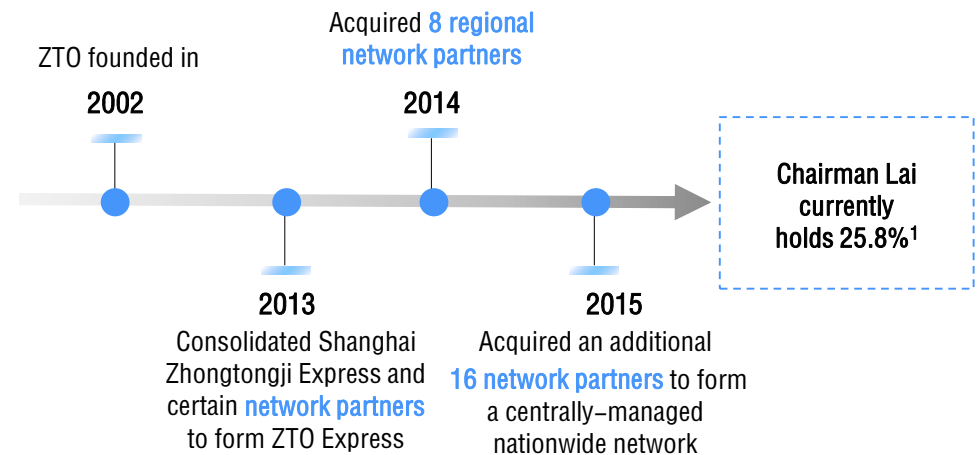 ZTO founded in
2002
2013
Consolidated Shanghai
Zhongtongji Express and
certain network partners
to form ZTO Express
Acquired 8 regional
network partners
2014
2015
Acquired an additional
16 network partners to form
a centrally–managed
nationwide network
Chairman Lai
currently
holds 25.8%¹